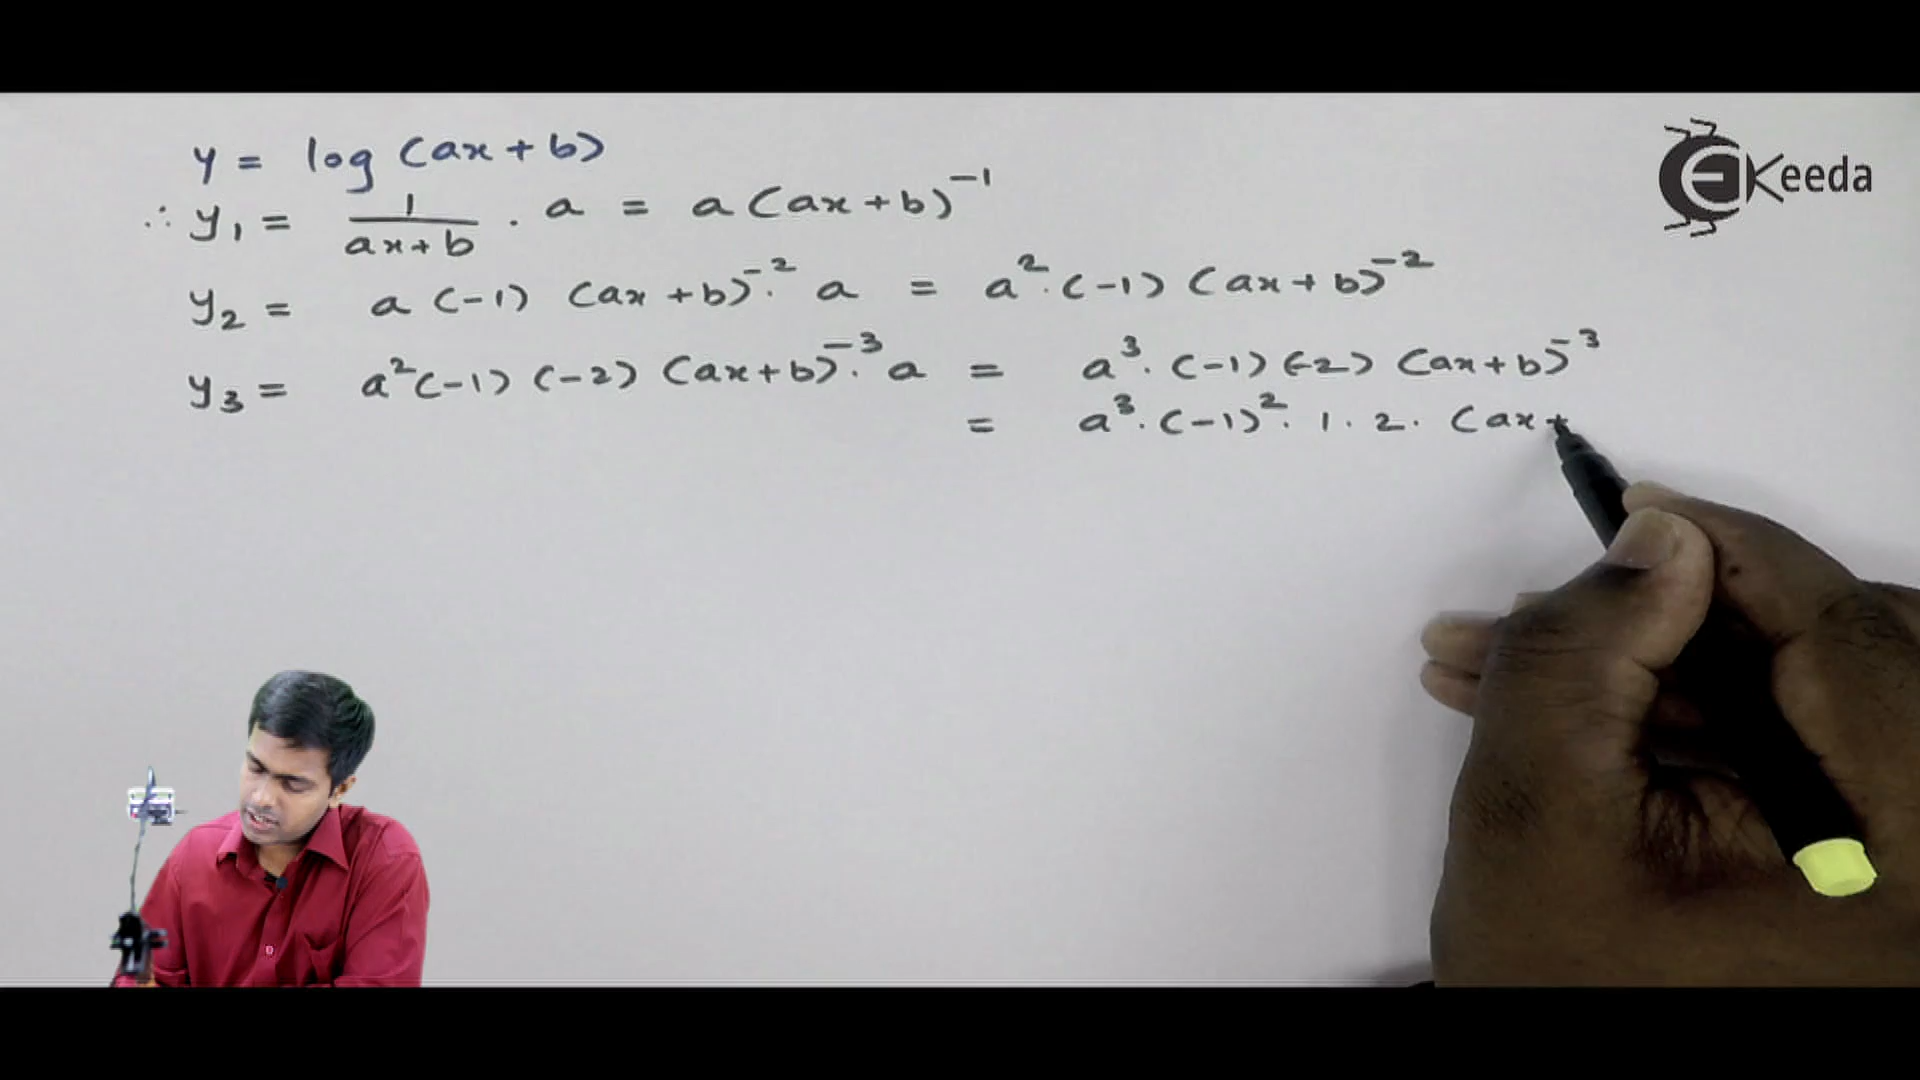 y = log (ax + b)
∴ y₁ = 1/(ax + b) · a = a (ax + b)⁻¹
y₂ = a (-1) (ax + b)⁻² · a = a² · (-1) (ax + b)⁻²
y₃ = a² (-1) (-2) (ax + b)⁻³ · a = a³ · (-1) (-2) (ax + b)⁻³
= a³ · (-1)² · 1 · 2 · (ax +
EKeeda